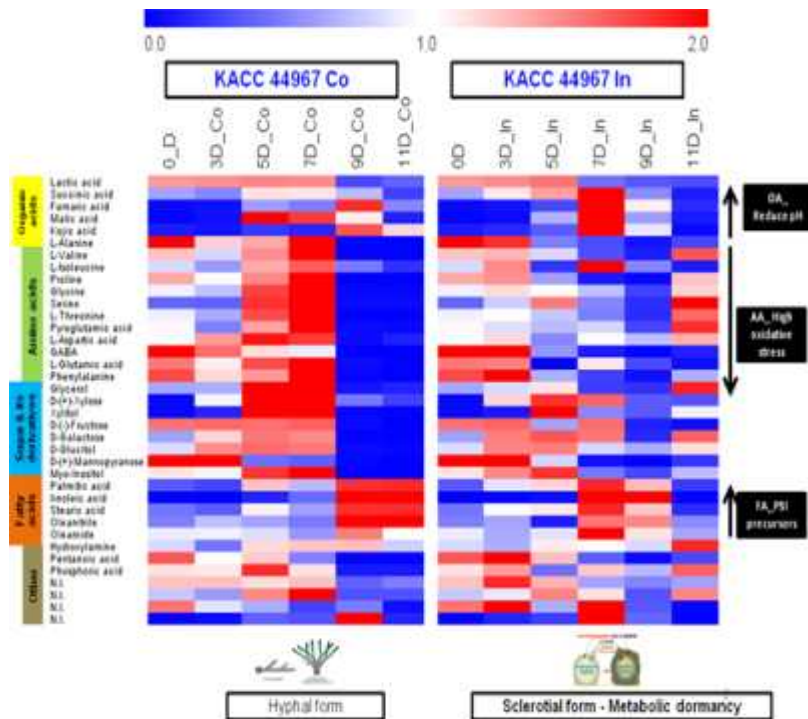 0.0 1.0 2.0
KACC 44967 Co
KACC 44967 In
0_D 3D_Co 5D_Co 7D_Co 9D_Co 11D_Co
0D 3D_In 5D_In 7D_In 9D_In 11D_In
Organic acids
Lactic acid
Succinic acid
Fumaric acid
Malic acid
Kojic acid
Amino acids
L-Alanine
L-Valine
L-Isoleucine
Proline
Glycine
Serine
L-Threonine
Pyroglutamic acid
L-Aspartic acid
GABA
L-Glutamic acid
Phenylalanine
Sugar & its derivatives
Glycerol
D-(+)-Xylose
Xylitol
D-(-)-Fructose
D-Galactose
D-Glucitol
D-(+)-Mannopyranose
Myo-Inositol
Fatty acids
Palmitic acid
linoleic acid
Stearic acid
Oleanitrile
Oleamide
Others
Hydroxylamine
Pentanoic acid
Phosphoric acid
N.I.
N.I.
N.I.
N.I.
OA_
Reduce pH
AA_High
oxidative
stress
FA_PSI
precursors
Hyphal form
Sclerotial form - Metabolic dormancy